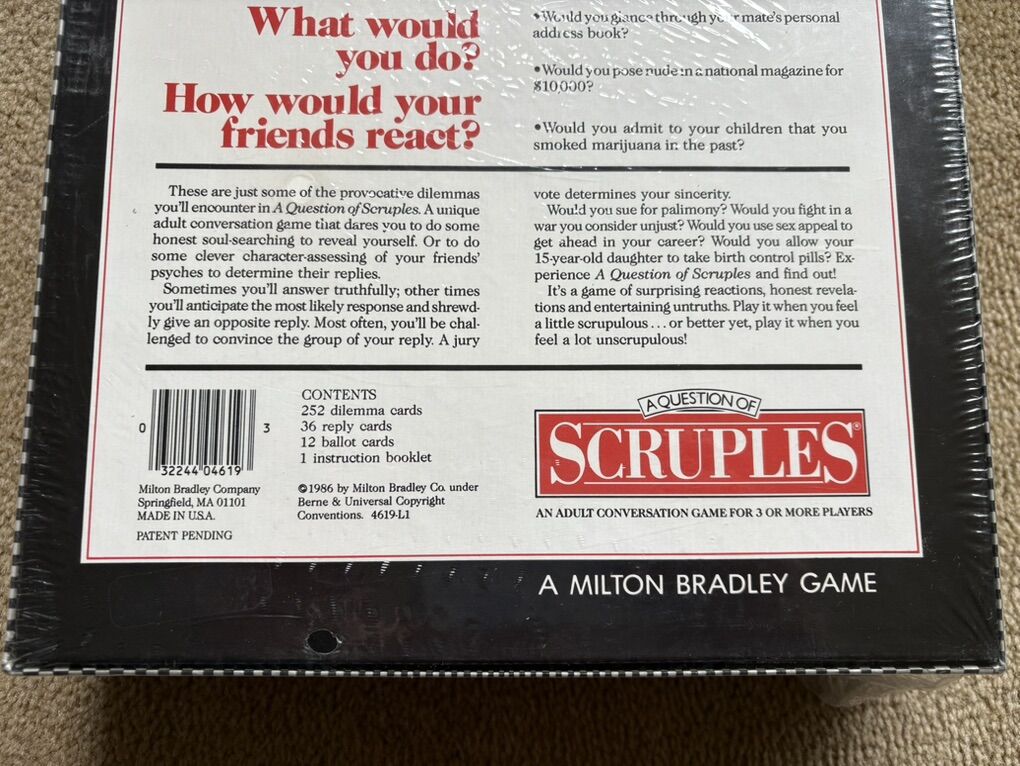 What would
you do?
How would your
friends react?
•Would you glance through your mate's personal
address book?
•Would you pose nude in a national magazine for
$10,000?
•Would you admit to your children that you
smoked marijuana in the past?
These are just some of the provocative dilemmas
you'll encounter in A Question of Scruples. A unique
adult conversation game that dares you to do some
honest soul-searching to reveal yourself. Or to do
some clever character-assessing of your friends'
psyches to determine their replies.
Sometimes you'll answer truthfully; other times
you'll anticipate the most likely response and shrewd-
ly give an opposite reply. Most often, you'll be chal-
lenged to convince the group of your reply. A jury
vote determines your sincerity.
Would you sue for palimony? Would you fight in a
war you consider unjust? Would you use sex appeal to
get ahead in your career? Would you allow your
15-year-old daughter to take birth control pills? Ex-
perience A Question of Scruples and find out!
It's a game of surprising reactions, honest revela-
tions and entertaining untruths. Play it when you feel
a little scrupulous...or better yet, play it when you
feel a lot unscrupulous!
0 32244 04619 3
Milton Bradley Company
Springfield, MA 01101
MADE IN U.S.A.
PATENT PENDING
CONTENTS
252 dilemma cards
36 reply cards
12 ballot cards
1 instruction booklet
©1986 by Milton Bradley Co. under
Berne & Universal Copyright
Conventions. 4619-L1
A QUESTION OF
SCRUPLES®
AN ADULT CONVERSATION GAME FOR 3 OR MORE PLAYERS
A MILTON BRADLEY GAME